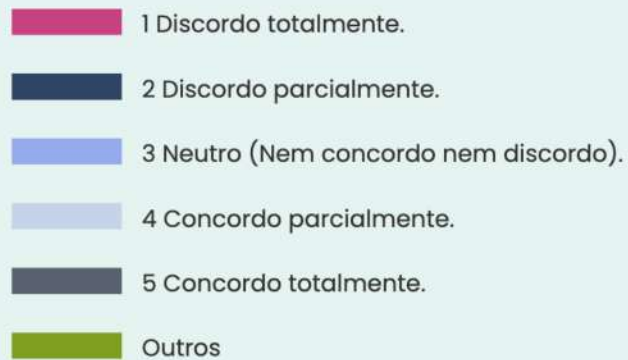 1 Discordo totalmente.
2 Discordo parcialmente.
3 Neutro (Nem concordo nem discordo).
4 Concordo parcialmente.
5 Concordo totalmente.
Outros